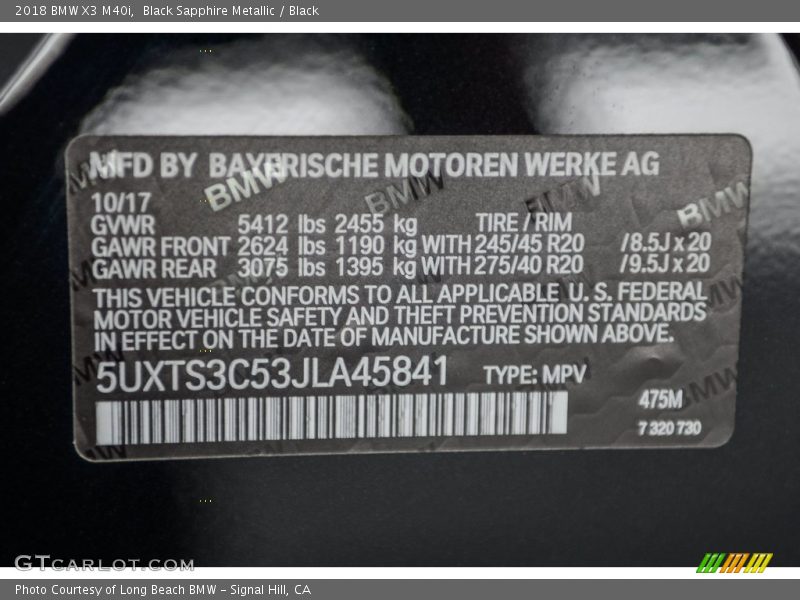 2018 BMW X3 M40i, Black Sapphire Metallic / Black
MFD BY BAYERISCHE MOTOREN WERKE AG
BMW BMW BMW BMW
10/17
GVWR 5412 lbs 2455 kg TIRE / RIM
GAWR FRONT 2624 lbs 1190 kg WITH 245/45 R20 /8.5J x 20
GAWR REAR 3075 lbs 1395 kg WITH 275/40 R20 /9.5J x 20
THIS VEHICLE CONFORMS TO ALL APPLICABLE U. S. FEDERAL
MOTOR VEHICLE SAFETY AND THEFT PREVENTION STANDARDS
IN EFFECT ON THE DATE OF MANUFACTURE SHOWN ABOVE.
5UXTS3C53JLA45841 TYPE: MPV
475M
7 320 730
GTCARLOT.COM
Photo Courtesy of Long Beach BMW – Signal Hill, CA